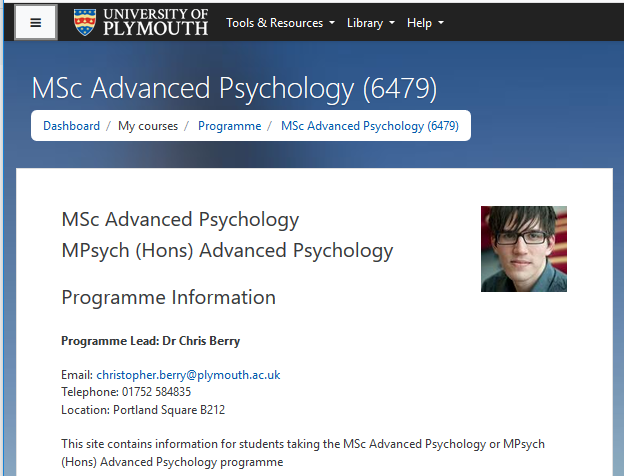 UNIVERSITY OF
PLYMOUTH
Tools & Resources Library Help
MSc Advanced Psychology (6479)
Dashboard / My courses / Programme / MSc Advanced Psychology (6479)
MSc Advanced Psychology
MPsych (Hons) Advanced Psychology
Programme Information
Programme Lead: Dr Chris Berry
Email: christopher.berry@plymouth.ac.uk
Telephone: 01752 584835
Location: Portland Square B212
This site contains information for students taking the MSc Advanced Psychology or MPsych
(Hons) Advanced Psychology programme